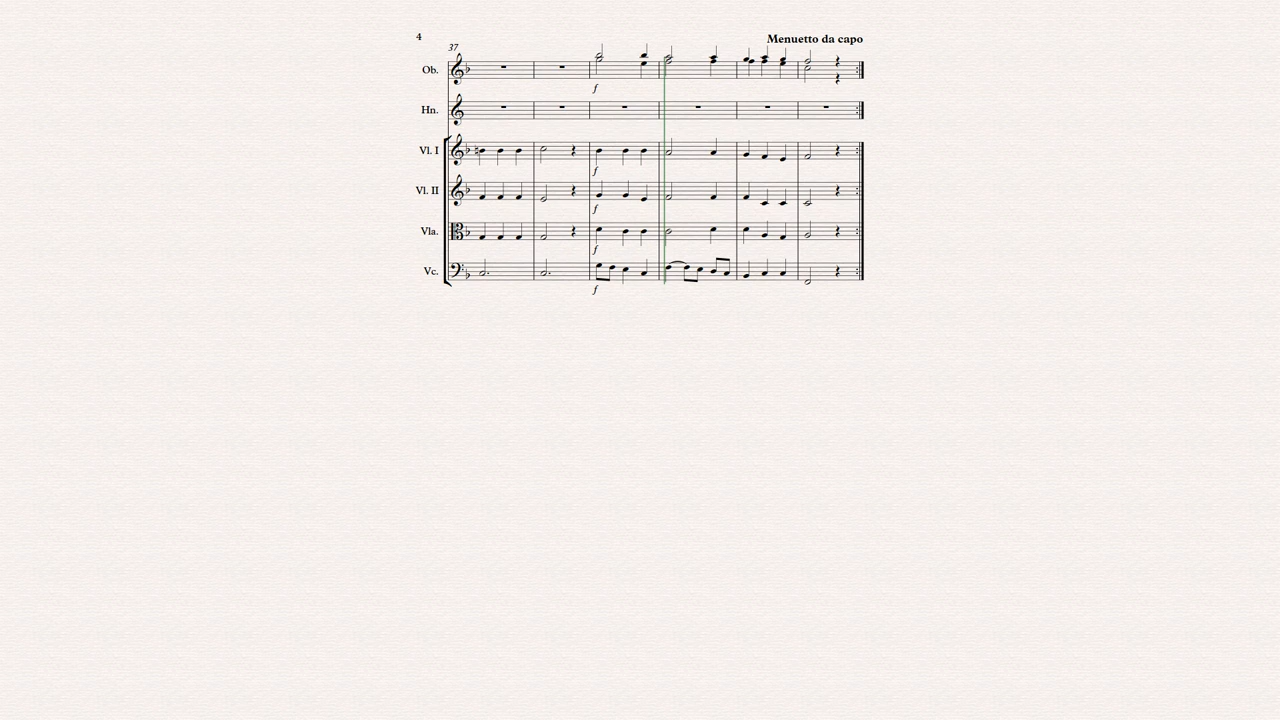 4
Menuetto da capo
37
Ob.
f
Hn.
Vl. I
f
Vl. II
f
Vla.
f
Vc.
f